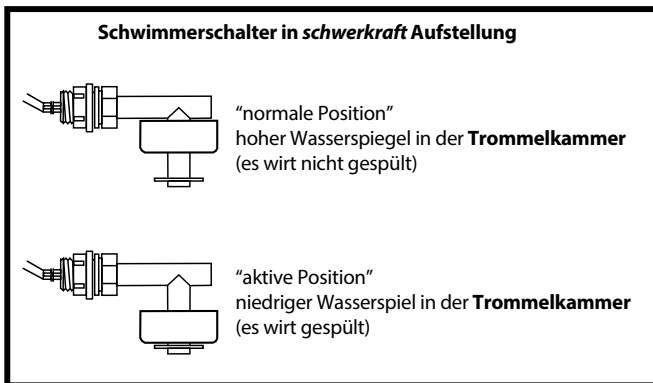 Schwimmerschalter in schwerkraft Aufstellung
“normale Position”
hoher Wasserspiegel in der Trommelkammer
(es wirt nicht gespült)
“aktive Position”
niedriger Wasserspiel in der Trommelkammer
(es wirt gespült)